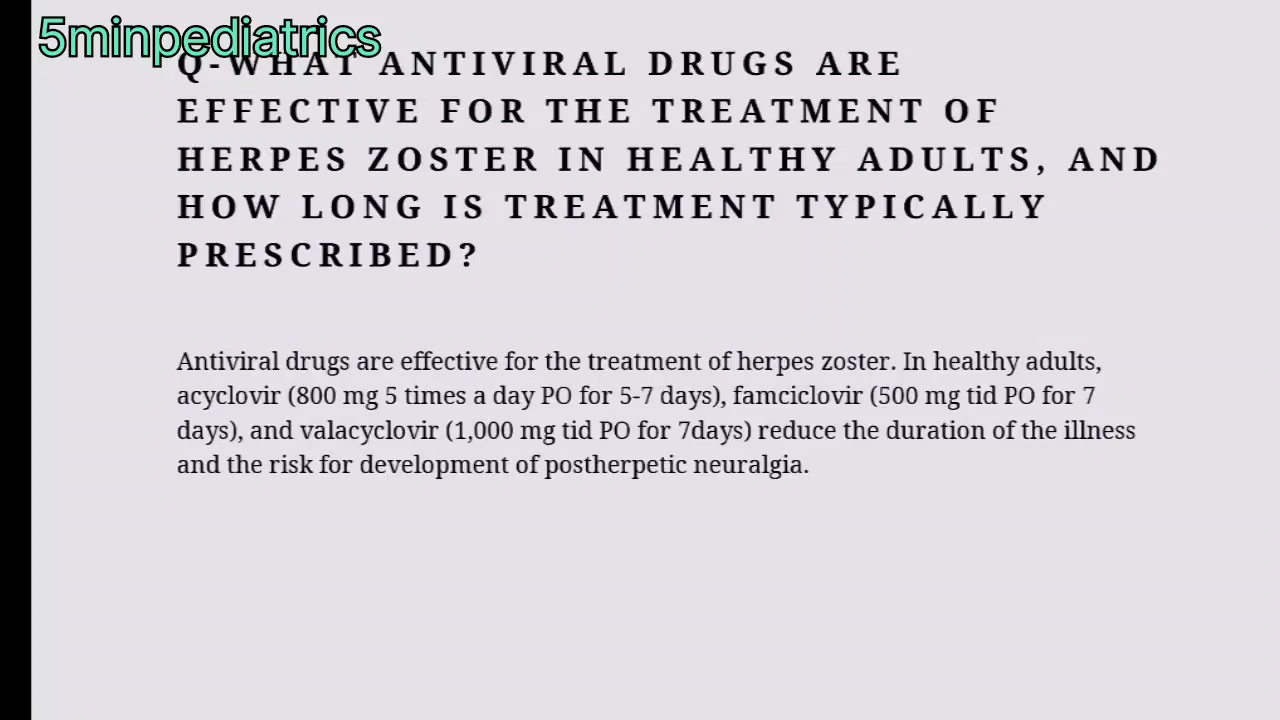 5minpediatrics
Q-WHAT ANTIVIRAL DRUGS ARE
EFFECTIVE FOR THE TREATMENT OF
HERPES ZOSTER IN HEALTHY ADULTS, AND
HOW LONG IS TREATMENT TYPICALLY
PRESCRIBED?
Antiviral drugs are effective for the treatment of herpes zoster. In healthy adults,
acyclovir (800 mg 5 times a day PO for 5-7 days), famciclovir (500 mg tid PO for 7
days), and valacyclovir (1,000 mg tid PO for 7days) reduce the duration of the illness
and the risk for development of postherpetic neuralgia.